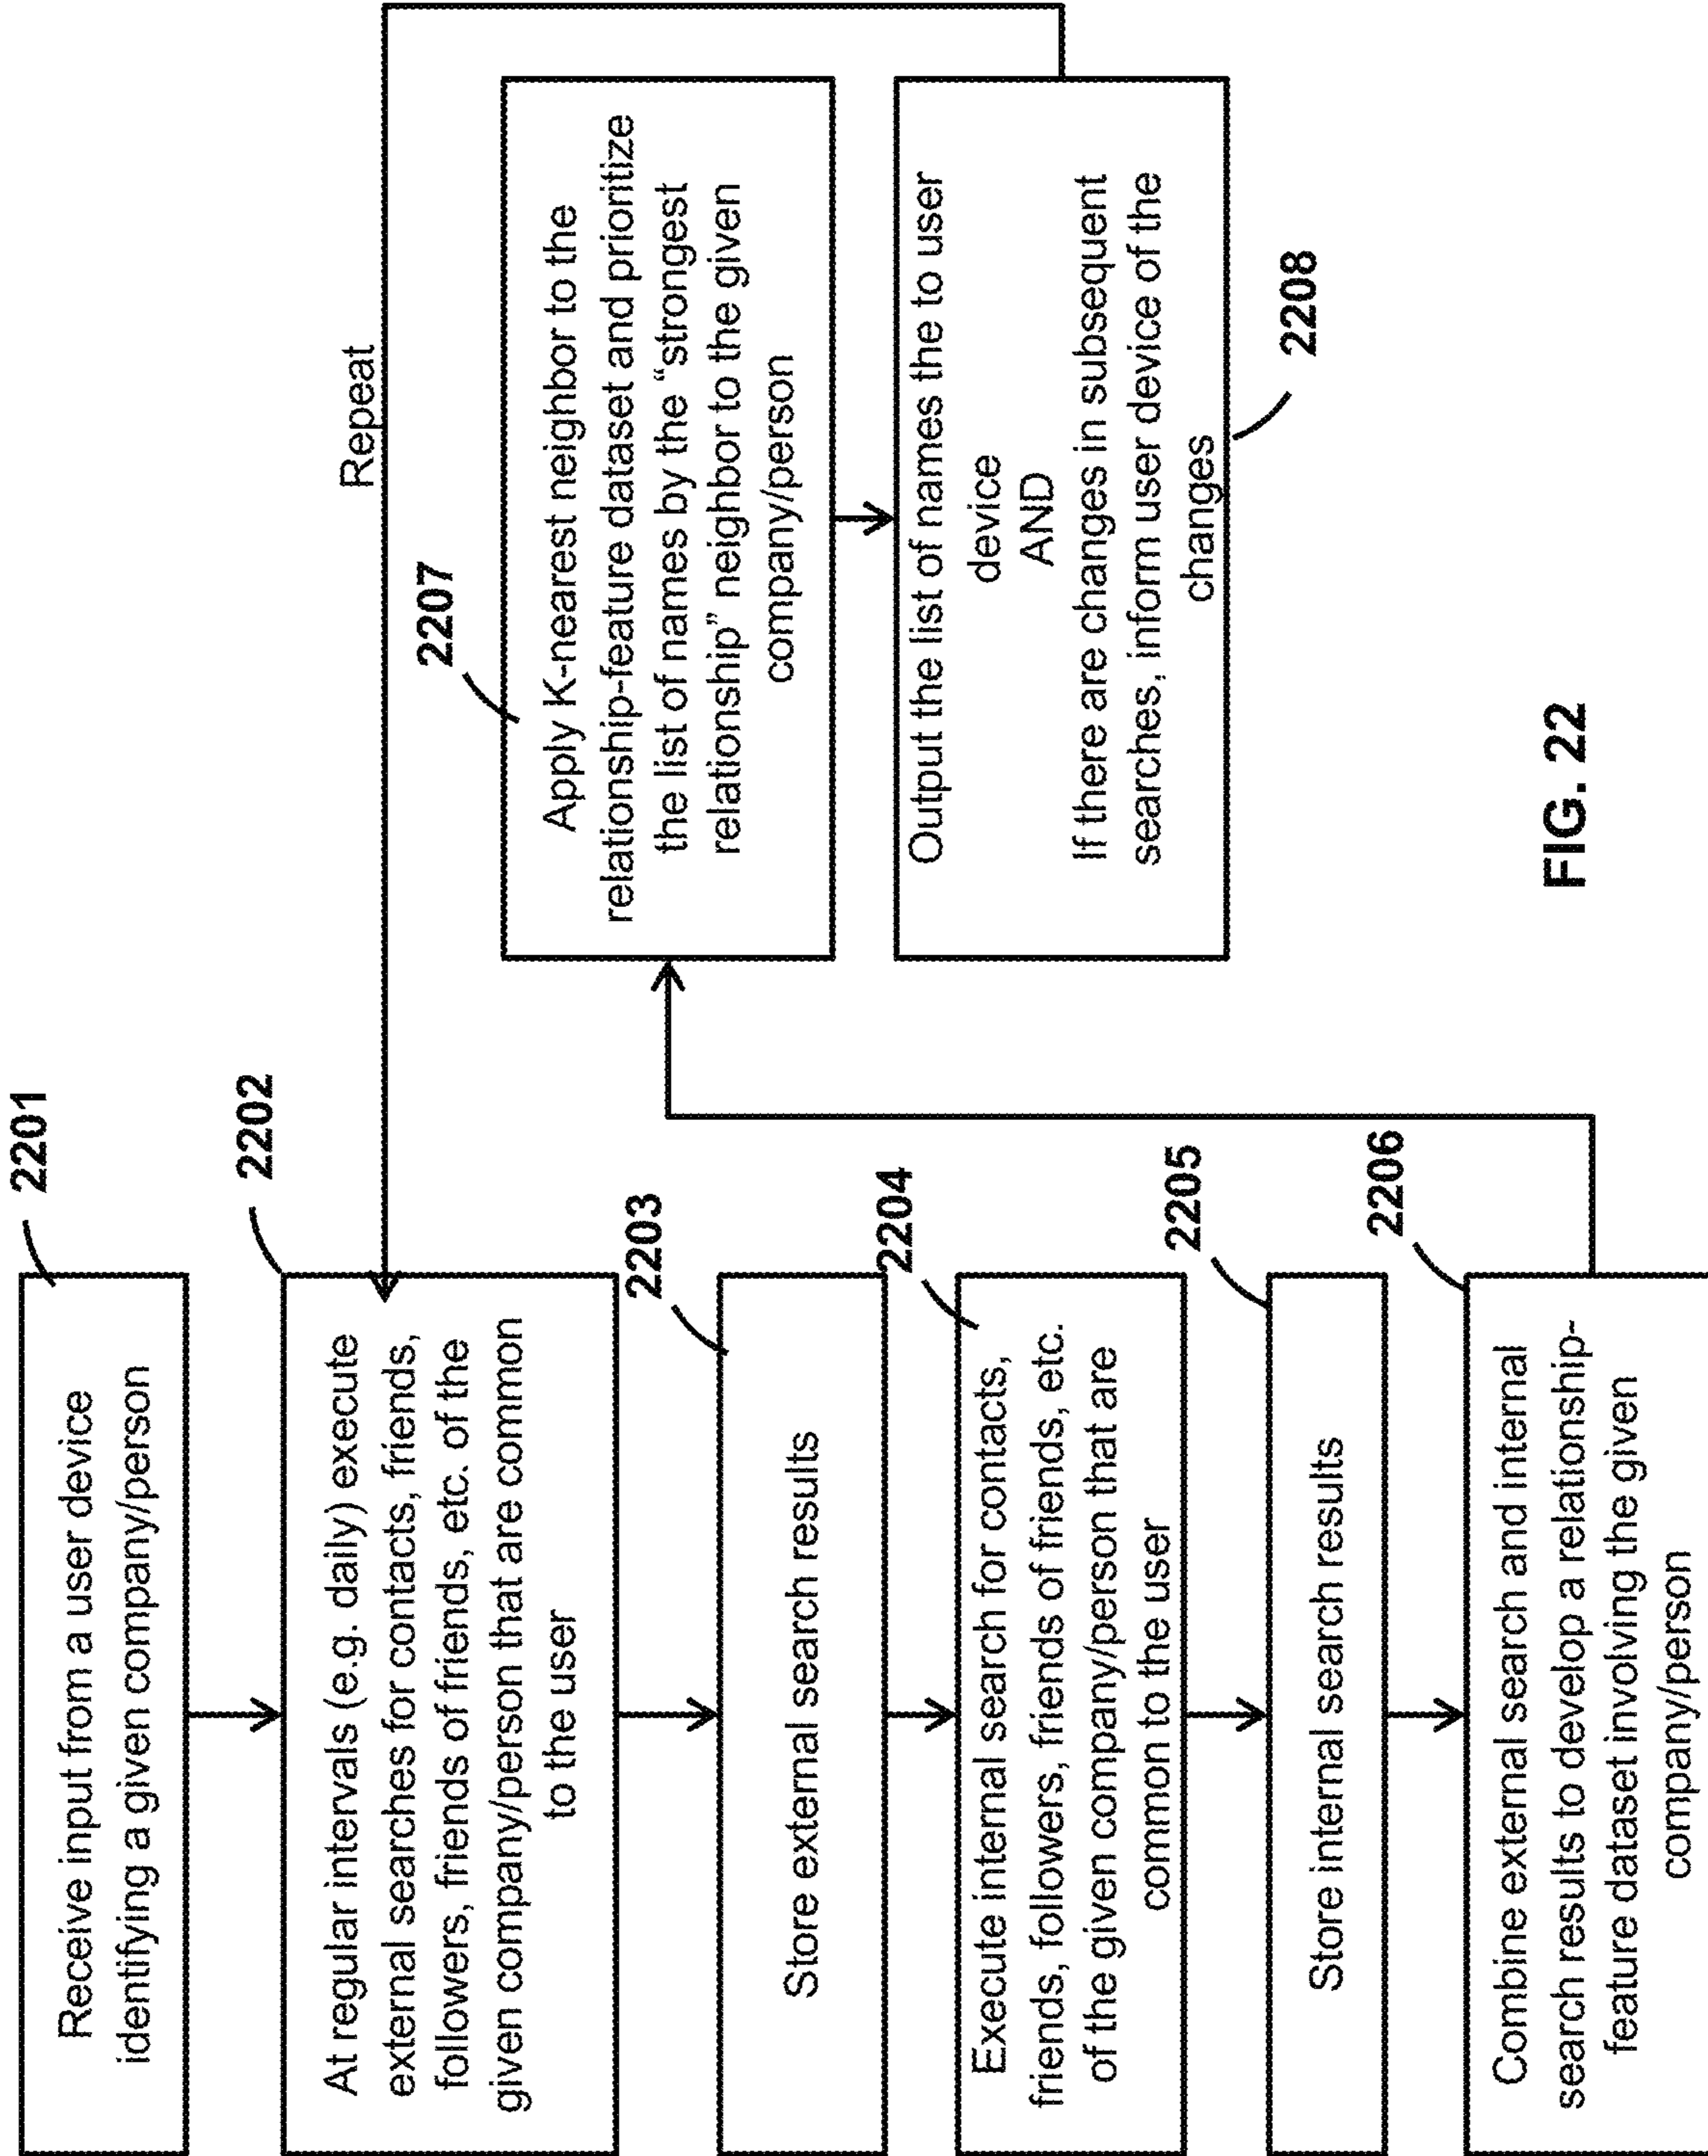 2201
Receive input from a user device
identifying a given company/person
2202
At regular intervals (e.g. daily) execute
external searches for contacts, friends,
followers, friends of friends, etc. of the
given company/person that are common
to the user
2203
Store external search results
2204
Execute internal search for contacts,
friends, followers, friends of friends, etc.
of the given company/person that are
common to the user
2205
Store internal search results
2206
Combine external search and internal
search results to develop a relationship-
feature dataset involving the given
company/person
Repeat
2207
Apply K-nearest neighbor to the
relationship-feature dataset and prioritize
the list of names by the “strongest
relationship” neighbor to the given
company/person
Output the list of names the to user
device
AND
If there are changes in subsequent
searches, inform user device of the
changes
2208
FIG. 22